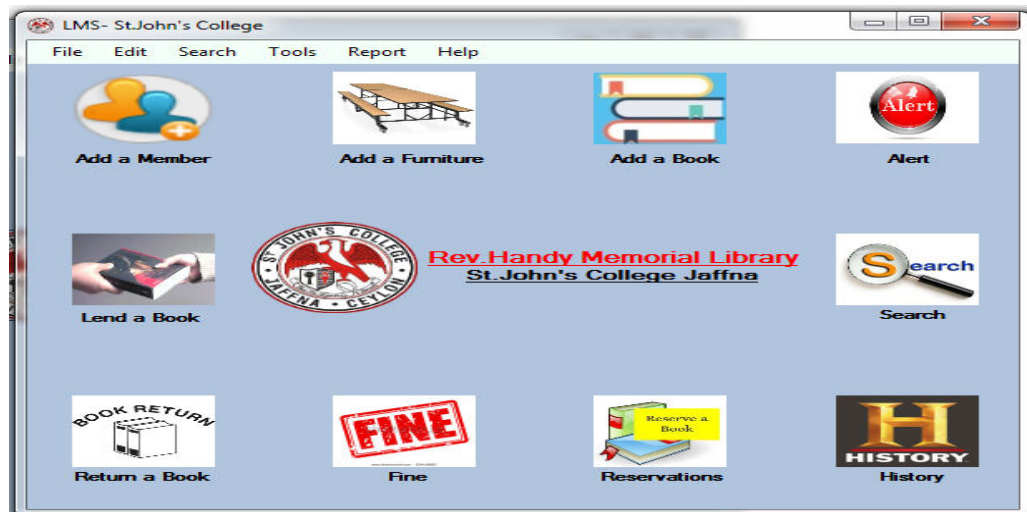 LMS- St.John's College
File Edit Search Tools Report Help
Alert
Add a Member
Add a Furniture
Add a Book
Alert
ST JOHN'S COLLEGE
JAFFNA • CEYLON
Rev.Handy Memorial Library
St.John's College Jaffna
Search
Lend a Book
Search
BOOK RETURN
FINE
Reserve a
Book
H
HISTORY
Return a Book
Fine
Reservations
History